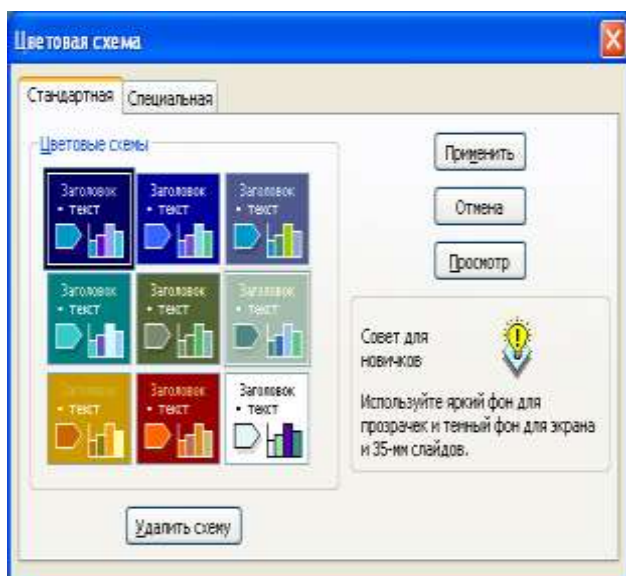 Цветовая схема
Стандартная Специальная
Цветовые схемы
Заголовок
• текст
Заголовок
• текст
Заголовок
• текст
Заголовок
• текст
Заголовок
• текст
Заголовок
• текст
Заголовок
• текст
Заголовок
• текст
Заголовок
• текст
Удалить схему
Применить
Отмена
Просмотр
Совет для
новичков
Используйте яркий фон для
прозрачек и темный фон для экрана
и 35-мм слайдов.